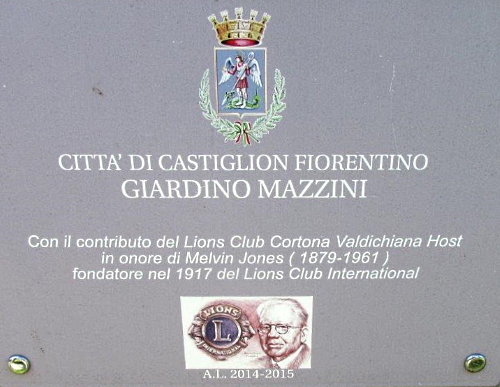 CITTA' DI CASTIGLION FIORENTINO
GIARDINO MAZZINI
Con il contributo del Lions Club Cortona Valdichiana Host
in onore di Melvin Jones ( 1879-1961 )
fondatore nel 1917 del Lions Club International
LIONS
L
INTERNATIONAL
A.L. 2014-2015